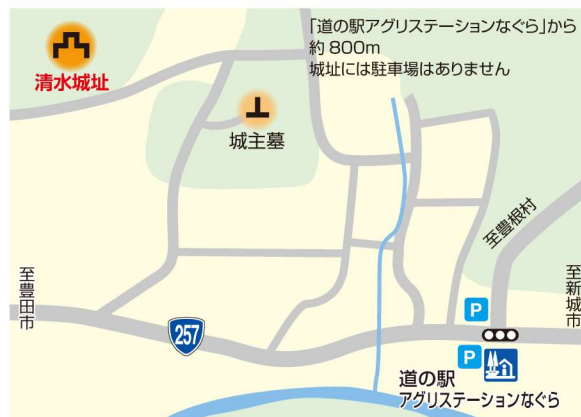 「道の駅アグリステーションなぐら」から
約800m
城址には駐車場はありません
清水城址
城主墓
至豊根村
至豊田市
至新城市
257
P
P
道の駅
アグリステーションなぐら